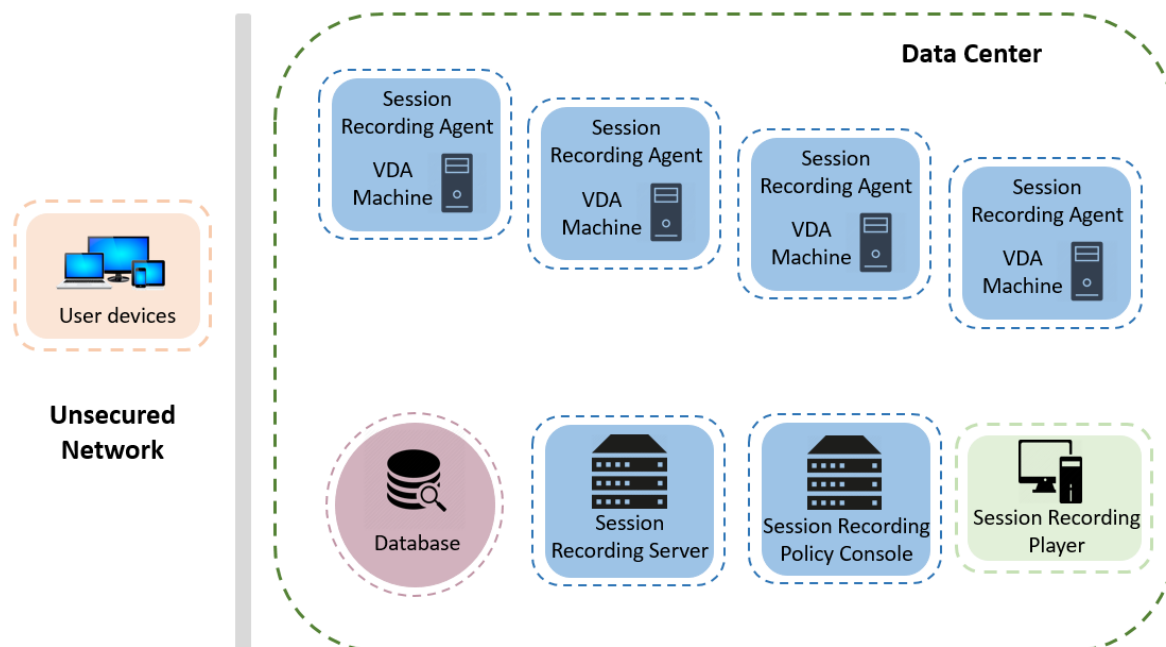 Data Center
Session
Recording Agent
VDA
Machine
Session
Recording Agent
VDA
Machine
Session
Recording Agent
VDA
Machine
Session
Recording Agent
VDA
Machine
User devices
Unsecured
Network
Database
Session
Recording Server
Session Recording
Policy Console
Session Recording
Player